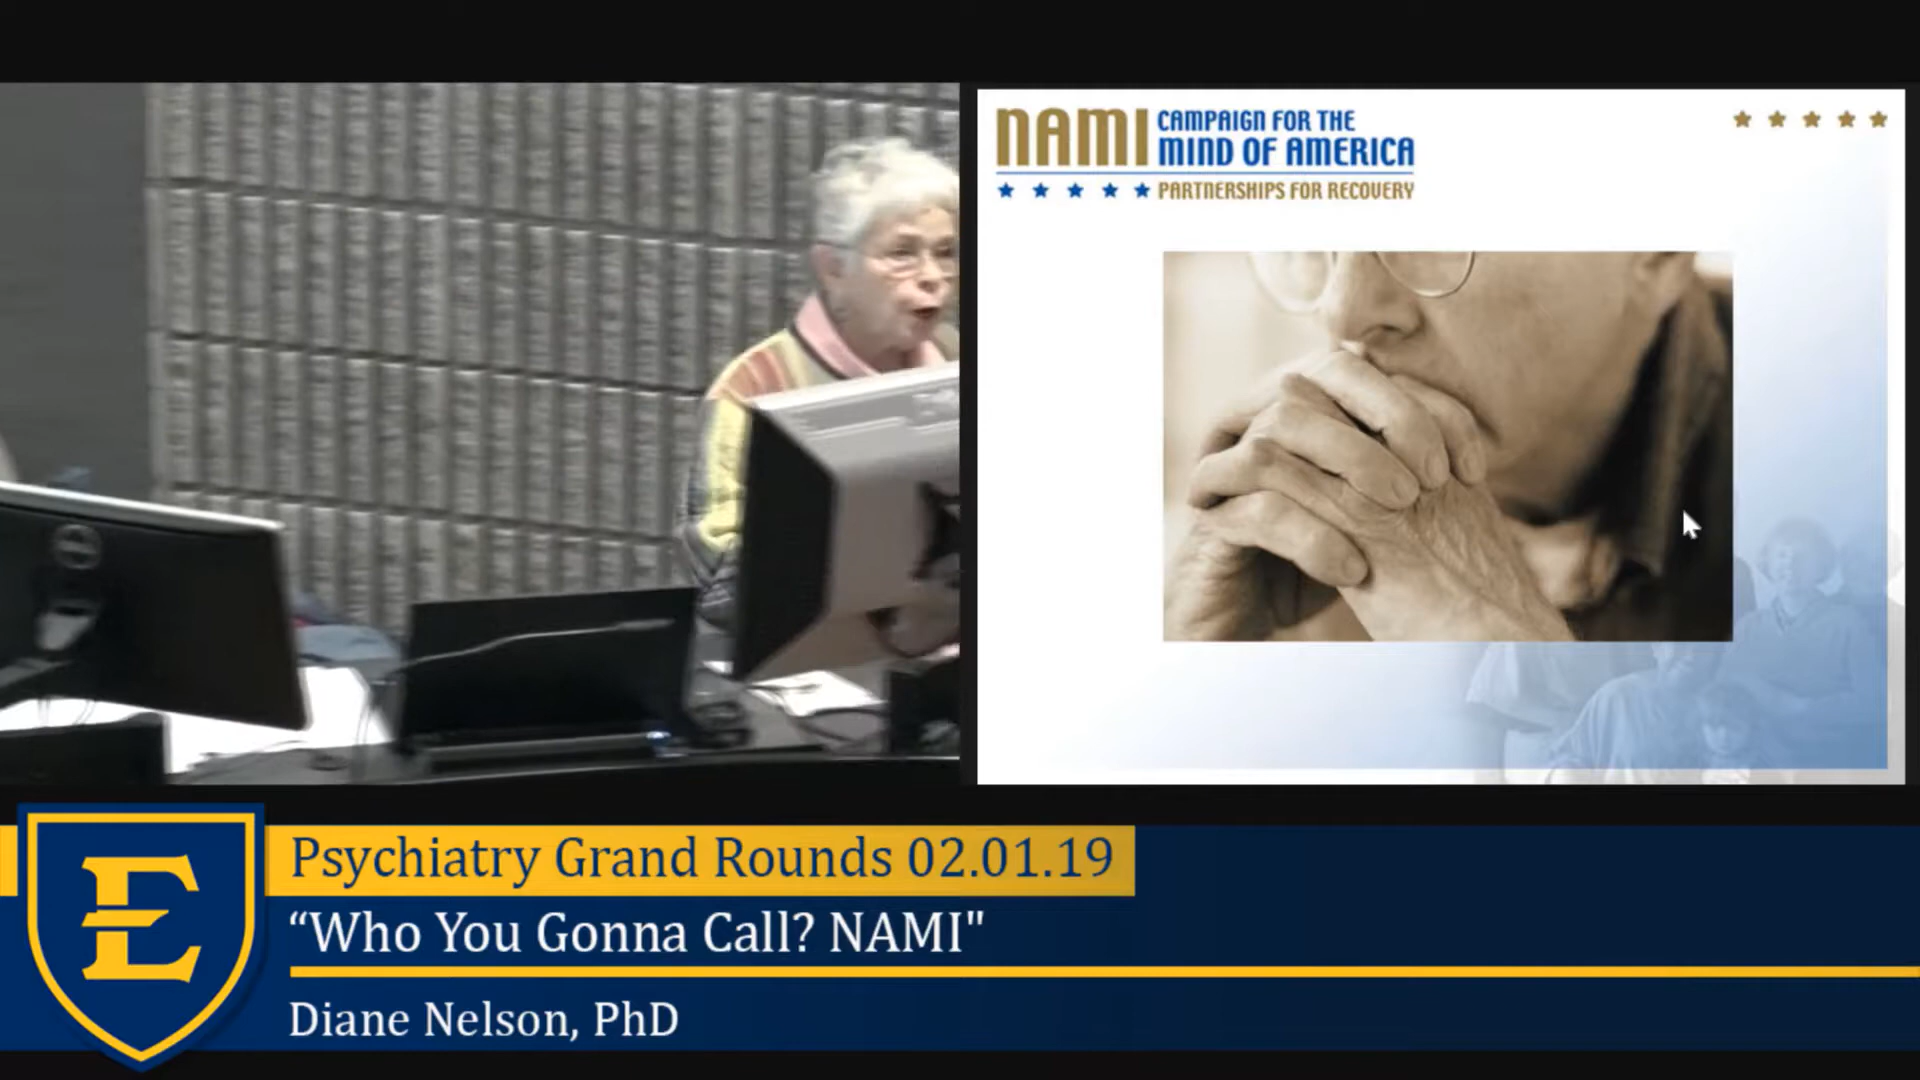 NAMI CAMPAIGN FOR THE
MIND OF AMERICA
PARTNERSHIPS FOR RECOVERY
E
Psychiatry Grand Rounds 02.01.19
“Who You Gonna Call? NAMI"
Diane Nelson, PhD